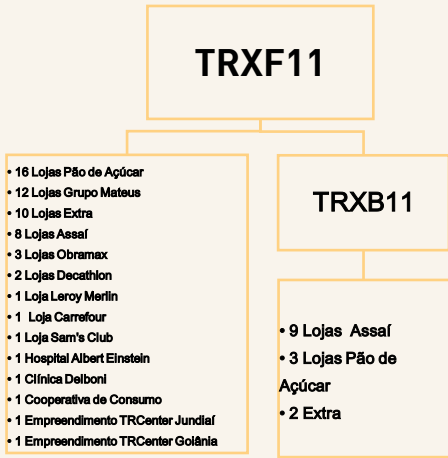 TRXF11
• 16 Lojas Pão de Açúcar
• 12 Lojas Grupo Mateus
• 10 Lojas Extra
• 8 Lojas Assaí
• 3 Lojas Obramax
• 2 Lojas Decathlon
• 1 Loja Leroy Merlin
• 1 Loja Carrefour
• 1 Loja Sam's Club
• 1 Hospital Albert Einstein
• 1 Clínica Delboni
• 1 Cooperativa de Consumo
• 1 Empreendimento TRCenter Jundiaí
• 1 Empreendimento TRCenter Goiânia
TRXB11
• 9 Lojas Assaí
• 3 Lojas Pão de
Açúcar
• 2 Extra